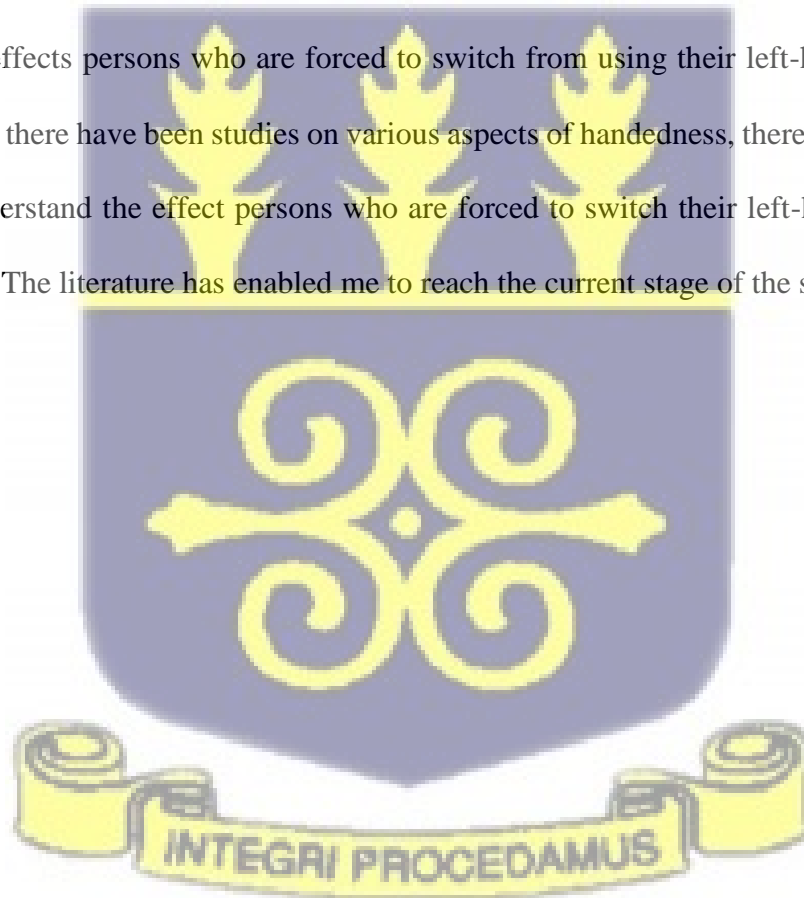 effects persons who are forced to switch from using their left-
there have been studies on various aspects of handedness, there
erstand the effect persons who are forced to switch their left-
The literature has enabled me to reach the current stage of the
INTEGRI PROCEDAMUS